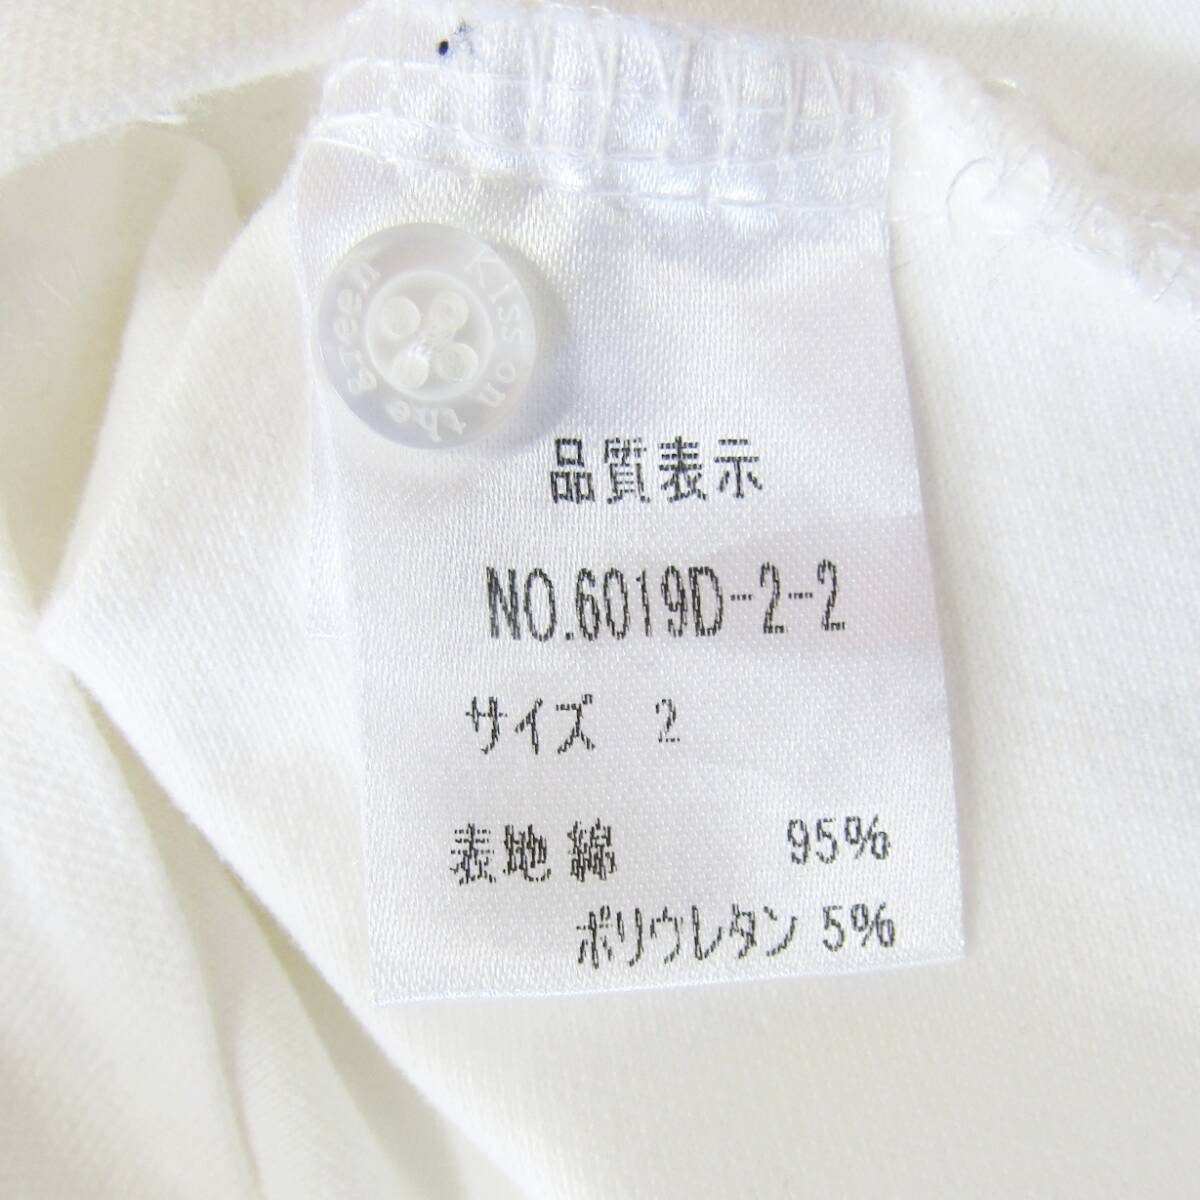 Kiss on the green
品質表示
NO.6019D-2-2
サイズ 2
表地 綿 95%
ポリウレタン 5%